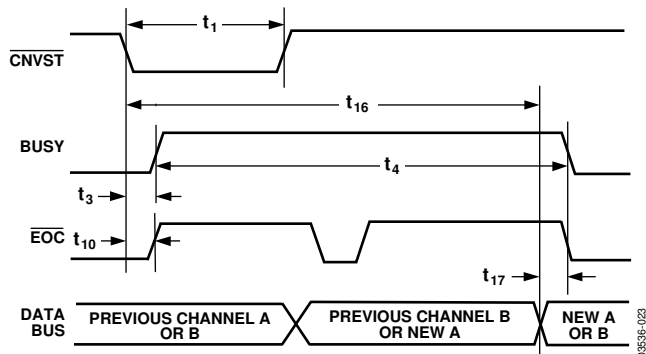 t1
CNVST
t16
BUSY
t4
t3
EOC
t10
t17
DATA
BUS
PREVIOUS CHANNEL A
OR B
PREVIOUS CHANNEL B
OR NEW A
NEW A
OR B
03536-023